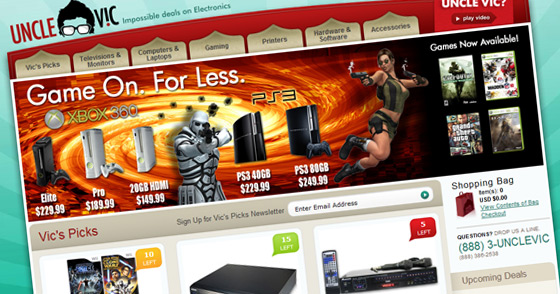 UNCLE VIC
Impossible deals on Electronics
VIC?
play video
Vic's Picks
Televisions & Monitors
Computers & Laptops
Gaming
Printers
Hardware & Software
Accessories
Game On. For Less.
XBOX 360
PS3
Elite
$229.99
Pro
$189.99
20GB HDMI
$149.99
PS3 40GB
$229.99
PS3 80GB
$249.99
Games Now Available!
Shopping Bag
Item(s): 0
USD $0.00
View Contents of Bag
Checkout
QUESTIONS? DROP US A LINE.
(888) 3-UNCLEVIC
(888) 386-2538
Upcoming Deals
Vic's Picks
Sign Up for Vic's Picks Newsletter
Enter Email Address
10
LEFT
15
LEFT
5
LEFT